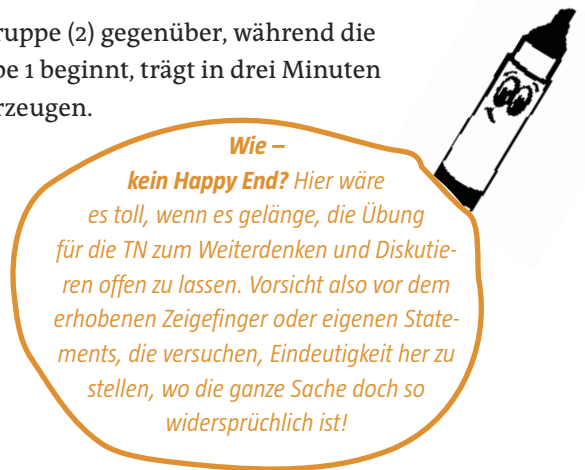 ruppe (2) gegenüber, während die
pe 1 beginnt, trägt in drei Minuten
rzeugen.
Wie –
kein Happy End? Hier wäre
es toll, wenn es gelänge, die Übung
für die TN zum Weiterdenken und Diskutie-
ren offen zu lassen. Vorsicht also vor dem
erhobenen Zeigefinger oder eigenen State-
ments, die versuchen, Eindeutigkeit her zu
stellen, wo die ganze Sache doch so
widersprüchlich ist!